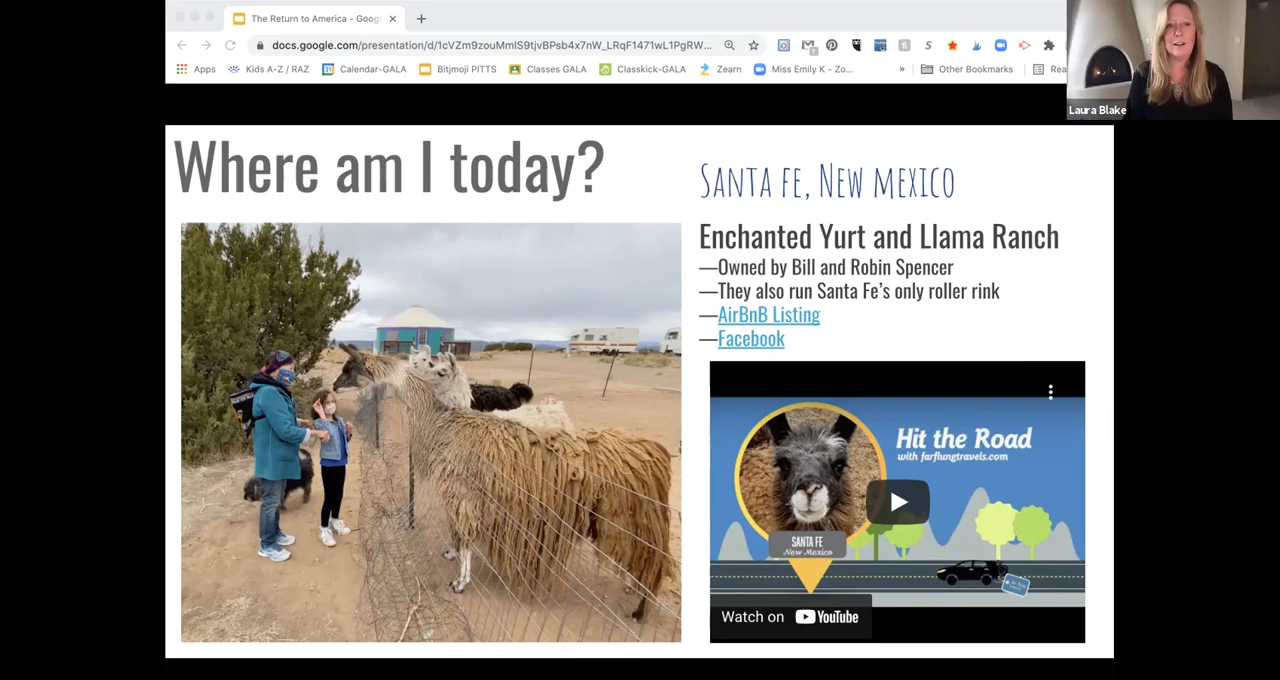 The Return to America - Goog
docs.google.com/presentation/d/1cVZm9zouMmlS9tjvBPsb4x7nW_LRqF1471wL1PgRW...
Apps
Kids A-Z / RAZ
Calendar-GALA
Bitjmoji PITTS
Classes GALA
Classkick-GALA
Zearn
Miss Emily K - Zo...
»
Other Bookmarks
Rea
Laura Blake
Where am I today?
Santa fe, New mexico
Enchanted Yurt and Llama Ranch
—Owned by Bill and Robin Spencer
—They also run Santa Fe's only roller rink
—AirBnB Listing
—Facebook
Hit the Road
with farflungtravels.com
SANTA FE
New Mexico
Watch on YouTube